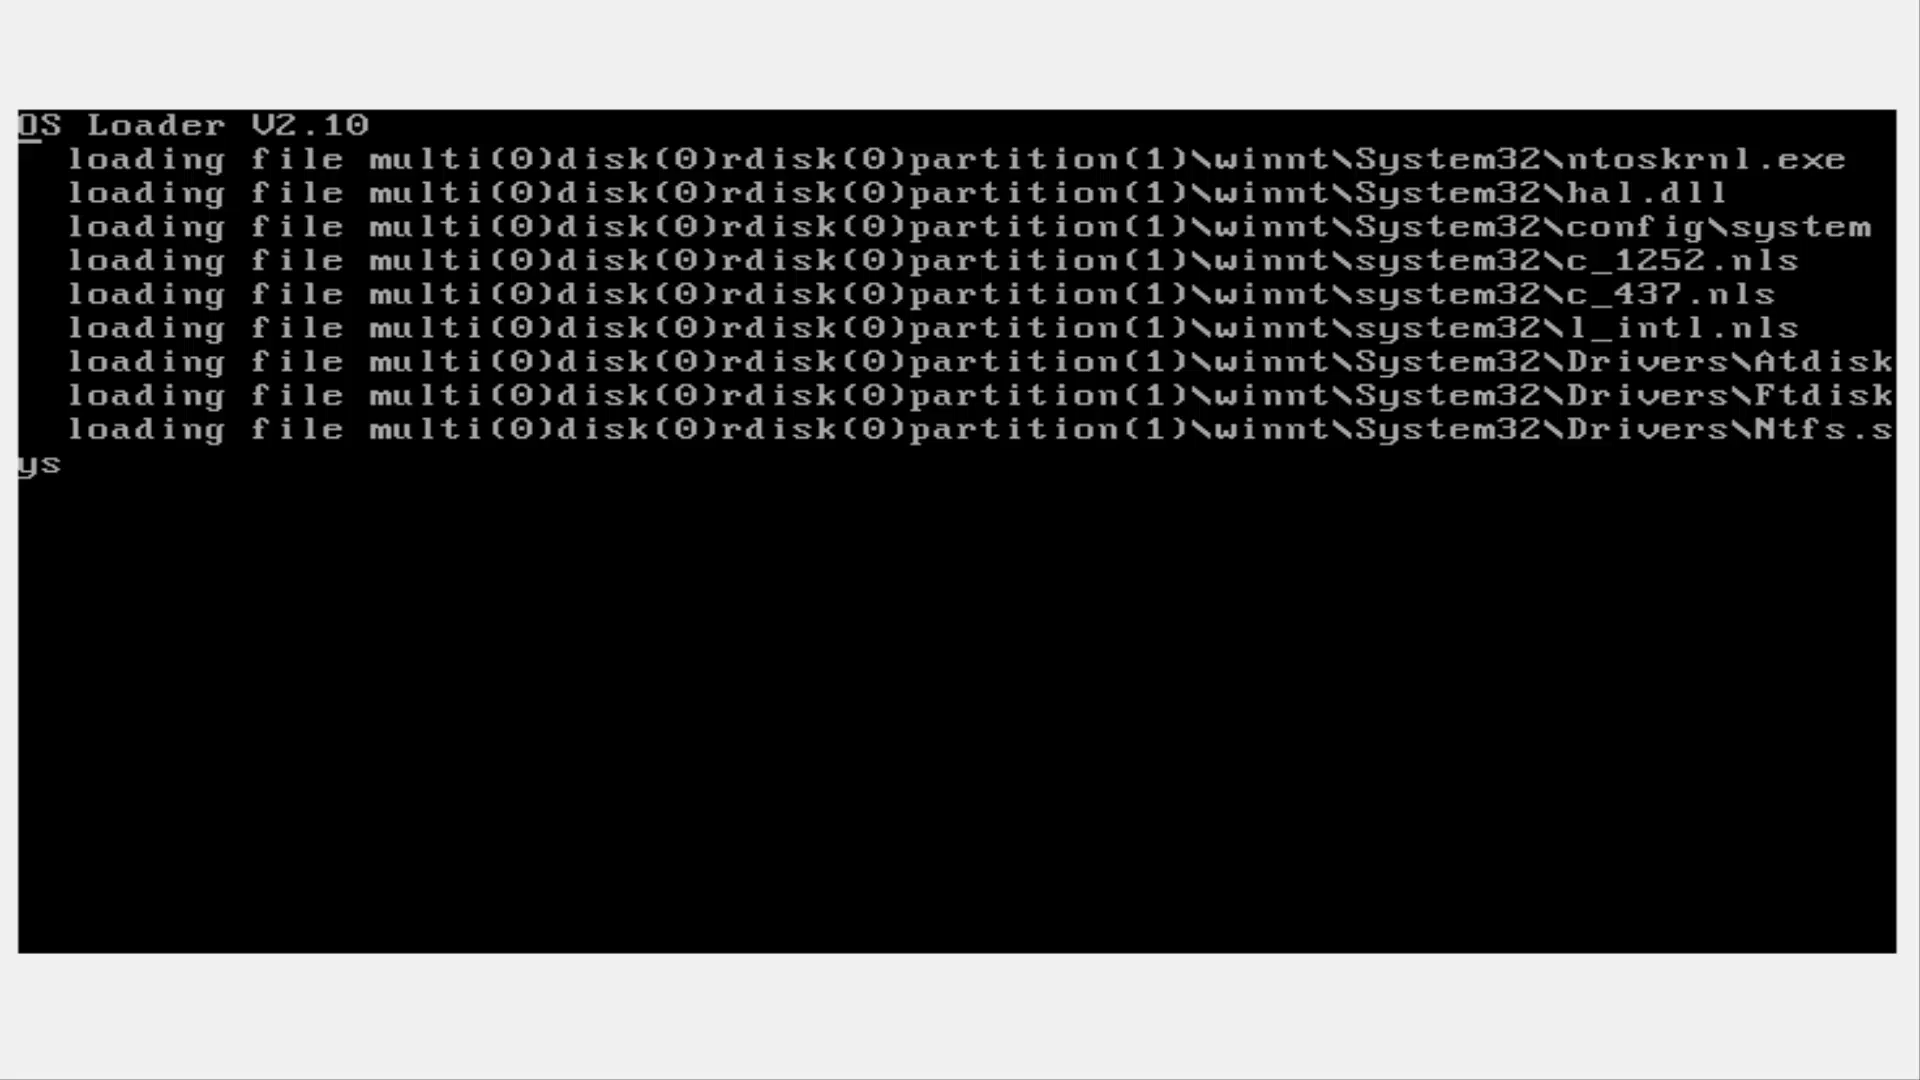 OS Loader V2.10
loading file multi(0)disk(0)rdisk(0)partition(1)\winnt\System32\ntoskrnl.exe
loading file multi(0)disk(0)rdisk(0)partition(1)\winnt\System32\hal.dll
loading file multi(0)disk(0)rdisk(0)partition(1)\winnt\System32\config\system
loading file multi(0)disk(0)rdisk(0)partition(1)\winnt\system32\c_1252.nls
loading file multi(0)disk(0)rdisk(0)partition(1)\winnt\system32\c_437.nls
loading file multi(0)disk(0)rdisk(0)partition(1)\winnt\system32\l_intl.nls
loading file multi(0)disk(0)rdisk(0)partition(1)\winnt\System32\Drivers\Atdisk
loading file multi(0)disk(0)rdisk(0)partition(1)\winnt\System32\Drivers\Ftdisk
loading file multi(0)disk(0)rdisk(0)partition(1)\winnt\System32\Drivers\Ntfs.s
ys